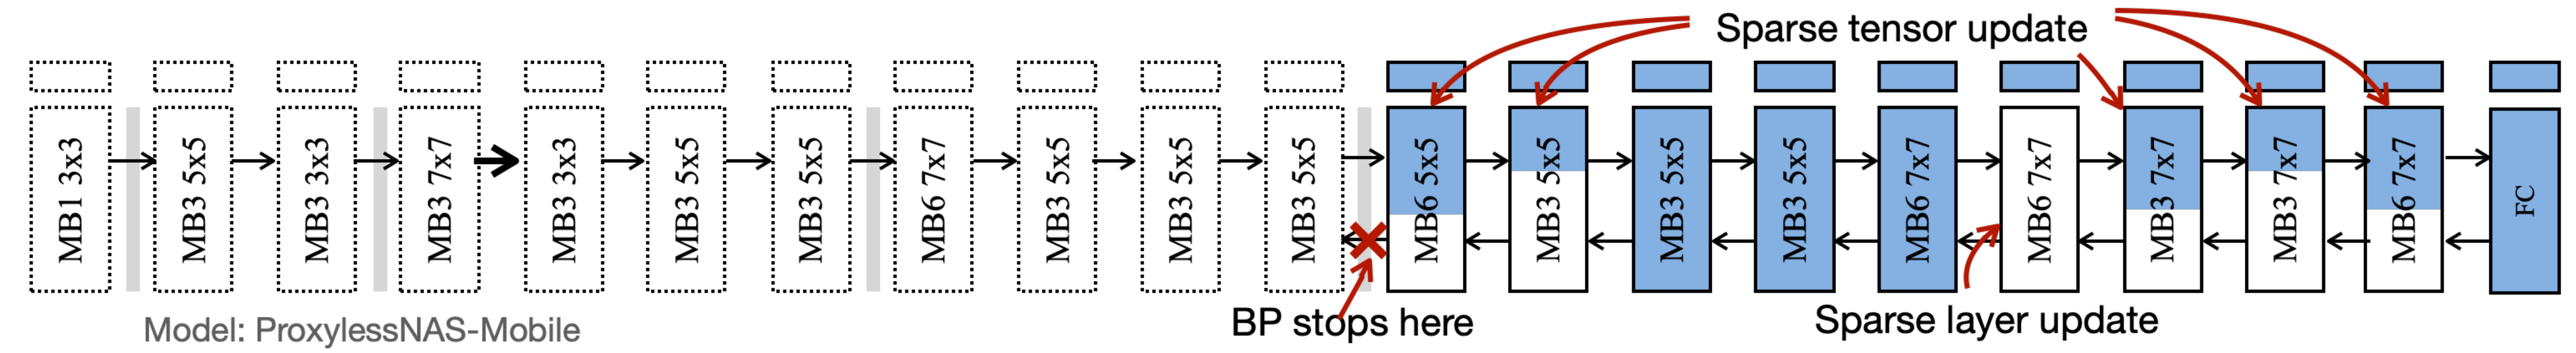 Sparse tensor update
MB1 3x3
MB3 5x5
MB3 3x3
MB3 7x7
MB3 3x3
MB3 5x5
MB3 5x5
MB6 7x7
MB3 5x5
MB3 5x5
MB3 5x5
MB6 5x5
MB3 5x5
MB3 5x5
MB3 5x5
MB6 7x7
MB6 7x7
MB3 7x7
MB3 7x7
MB6 7x7
FC
Model: ProxylessNAS-Mobile
BP stops here
Sparse layer update